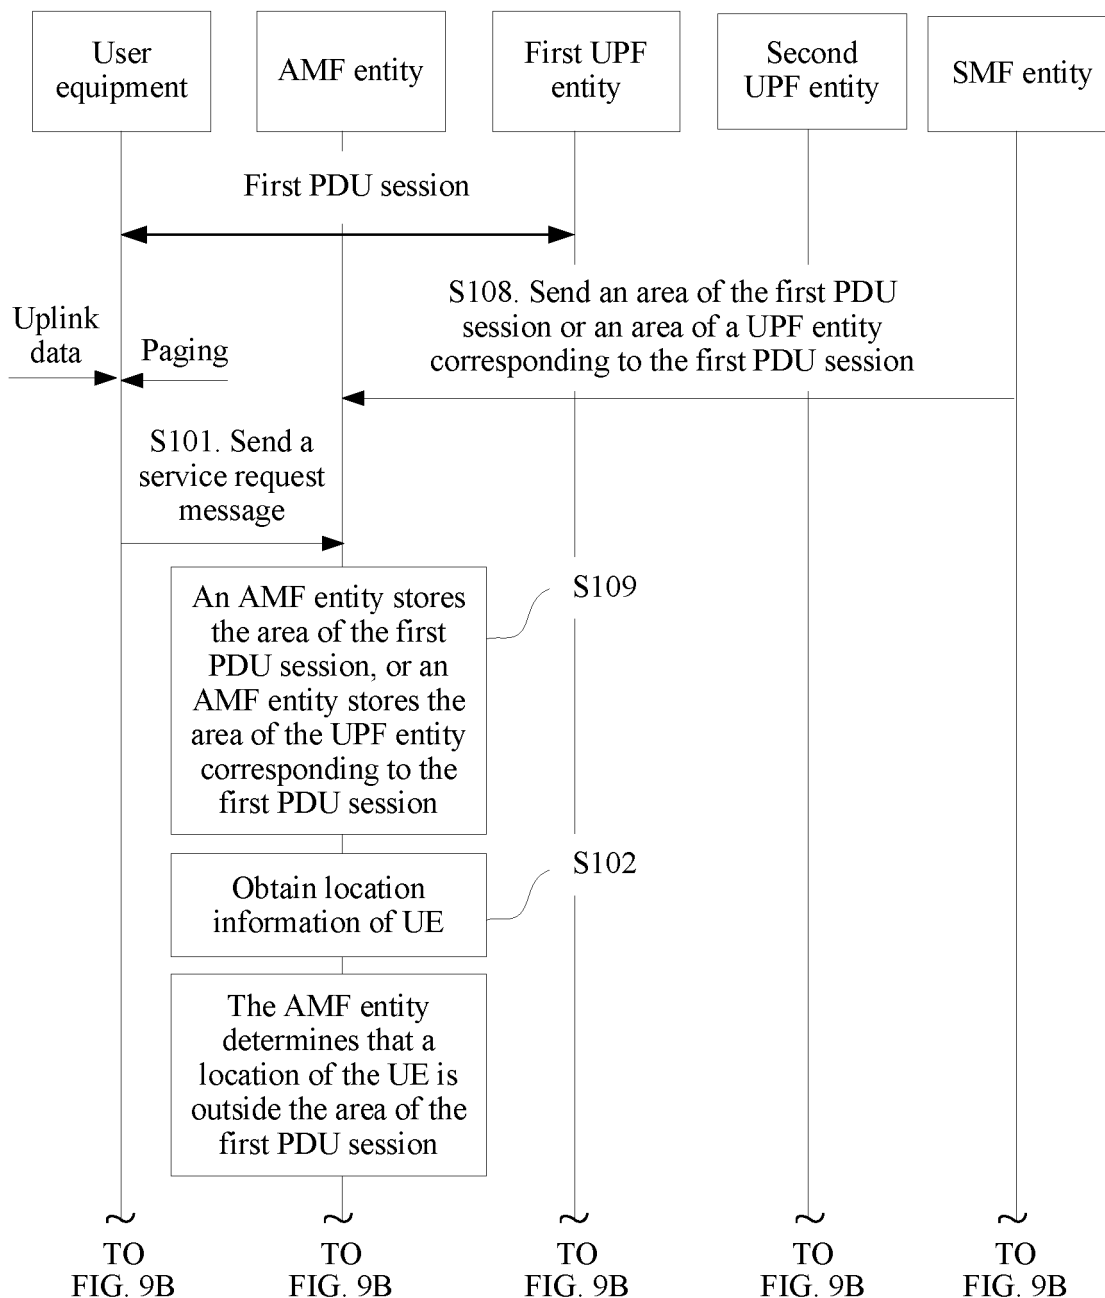 User
equipment
AMF entity
First UPF
entity
Second
UPF entity
SMF entity
First PDU session
S108. Send an area of the first PDU
session or an area of a UPF entity
corresponding to the first PDU session
Uplink
data
Paging
S101. Send a
service request
message
An AMF entity stores
the area of the first
PDU session, or an
AMF entity stores the
area of the UPF entity
corresponding to the
first PDU session
S109
Obtain location
information of UE
S102
The AMF entity
determines that a
location of the UE is
outside the area of the
first PDU session
TO
FIG. 9B
TO
FIG. 9B
TO
FIG. 9B
TO
FIG. 9B
TO
FIG. 9B